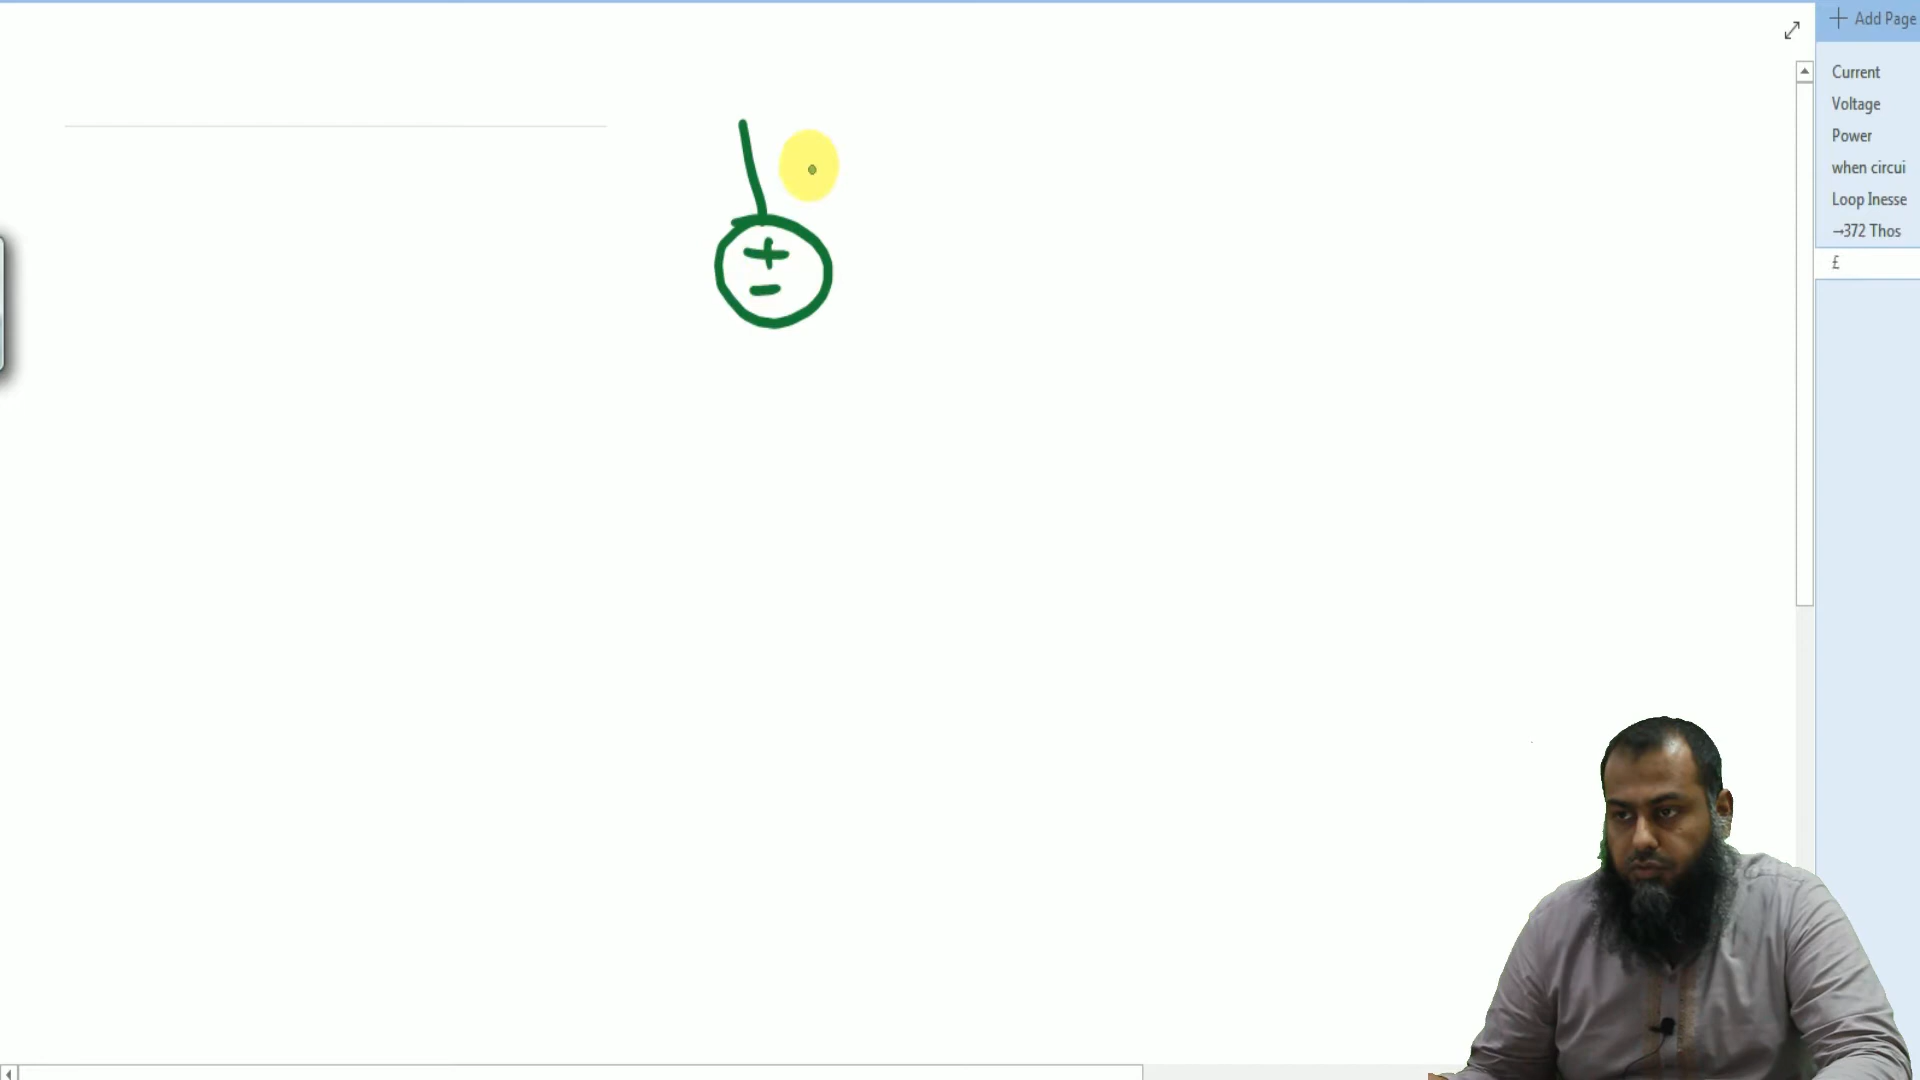 Add Page
Current
Voltage
Power
when circui
Loop Inesse
→372 Thos
£
+
−